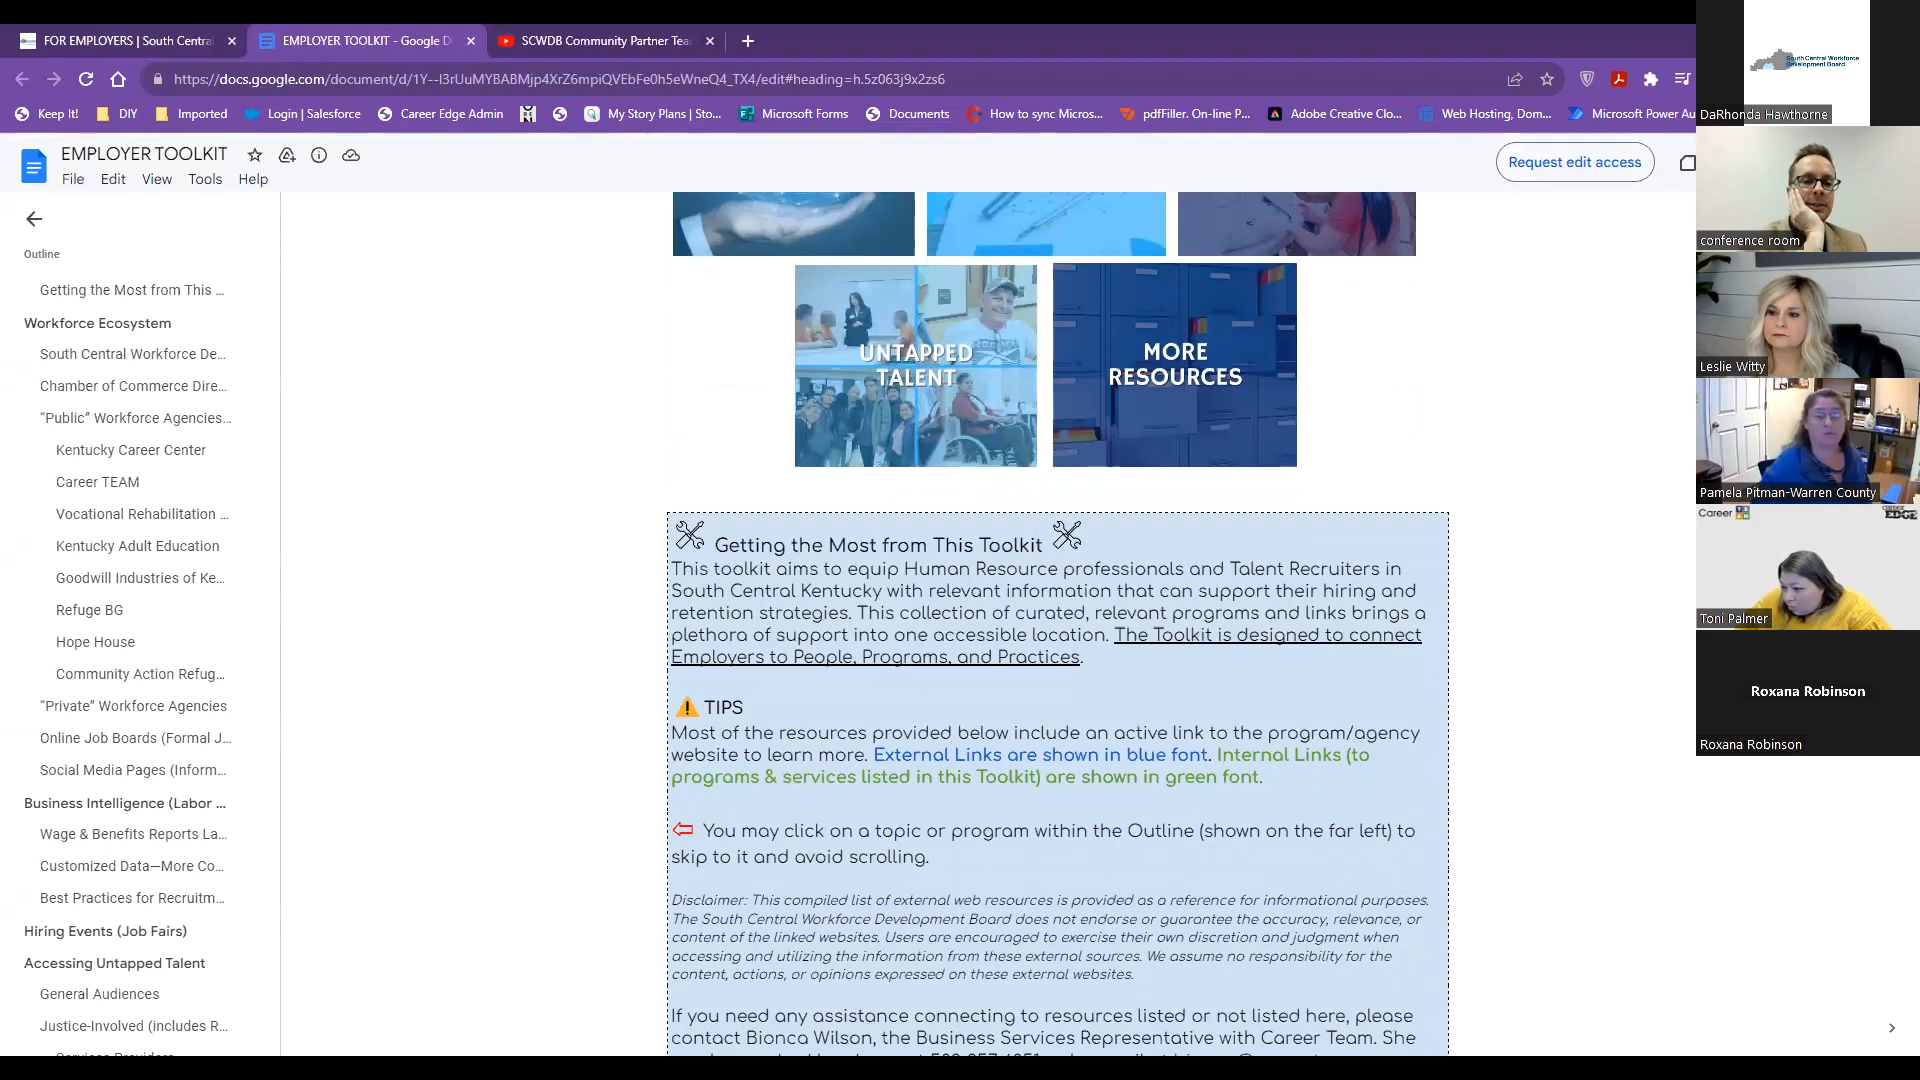 FOR EMPLOYERS | South Central
EMPLOYER TOOLKIT - Google D
SCWDB Community Partner Tea
https://docs.google.com/document/d/1Y--I3rUuMYBABMjp4XrZ6mpiQVEbFe0h5eWneQ4_TX4/edit#heading=h.5z063j9x2zs6
Keep It!
DIY
Imported
Login | Salesforce
Career Edge Admin
My Story Plans | Sto...
Microsoft Forms
Documents
How to sync Micros...
pdfFiller. On-line P...
Adobe Creative Clo...
Web Hosting, Dom...
Microsoft Power Au
EMPLOYER TOOLKIT
File Edit View Tools Help
Request edit access
Outline
Getting the Most from This ...
Workforce Ecosystem
South Central Workforce De...
Chamber of Commerce Dire...
“Public” Workforce Agencies...
Kentucky Career Center
Career TEAM
Vocational Rehabilitation ...
Kentucky Adult Education
Goodwill Industries of Ke...
Refuge BG
Hope House
Community Action Refug...
“Private” Workforce Agencies
Online Job Boards (Formal J...
Social Media Pages (Inform...
Business Intelligence (Labor ...
Wage & Benefits Reports La...
Customized Data—More Co...
Best Practices for Recruitm...
Hiring Events (Job Fairs)
Accessing Untapped Talent
General Audiences
Justice-Involved (includes R...
UNTAPPED
TALENT
MORE
RESOURCES
Getting the Most from This Toolkit
This toolkit aims to equip Human Resource professionals and Talent Recruiters in
South Central Kentucky with relevant information that can support their hiring and
retention strategies. This collection of curated, relevant programs and links brings a
plethora of support into one accessible location. The Toolkit is designed to connect
Employers to People, Programs, and Practices.
TIPS
Most of the resources provided below include an active link to the program/agency
website to learn more. External Links are shown in blue font. Internal Links (to
programs & services listed in this Toolkit) are shown in green font.
You may click on a topic or program within the Outline (shown on the far left) to
skip to it and avoid scrolling.
Disclaimer: This compiled list of external web resources is provided as a reference for informational purposes.
The South Central Workforce Development Board does not endorse or guarantee the accuracy, relevance, or
content of the linked websites. Users are encouraged to exercise their own discretion and judgment when
accessing and utilizing the information from these external sources. We assume no responsibility for the
content, actions, or opinions expressed on these external websites.
If you need any assistance connecting to resources listed or not listed here, please
contact Bionca Wilson, the Business Services Representative with Career Team. She
South Central Workforce
Development Board
DaRhonda Hawthorne
conference room
Leslie Witty
Pamela Pitman-Warren County
Career TEAM
EDGE
Toni Palmer
Roxana Robinson
Roxana Robinson